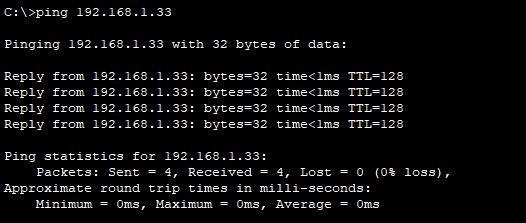 C:\>ping 192.168.1.33
Pinging 192.168.1.33 with 32 bytes of data:
Reply from 192.168.1.33: bytes=32 time<1ms TTL=128
Reply from 192.168.1.33: bytes=32 time<1ms TTL=128
Reply from 192.168.1.33: bytes=32 time<1ms TTL=128
Reply from 192.168.1.33: bytes=32 time<1ms TTL=128
Ping statistics for 192.168.1.33:
    Packets: Sent = 4, Received = 4, Lost = 0 (0% loss),
Approximate round trip times in milli-seconds:
    Minimum = 0ms, Maximum = 0ms, Average = 0ms